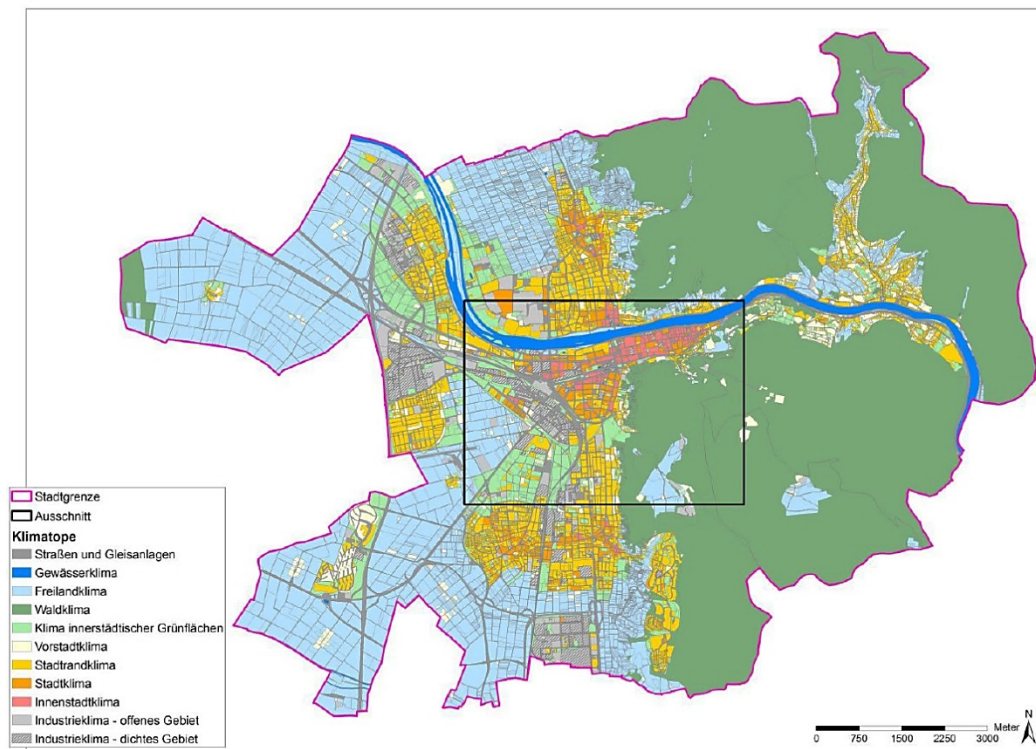 Stadtgrenze
Ausschnitt
Klimatope
Straßen und Gleisanlagen
Gewässerklima
Freilandklima
Waldklima
Klima innerstädtischer Grünflächen
Vorstadtklima
Stadtrandklima
Stadtklima
Innenstadtklima
Industrieklima - offenes Gebiet
Industrieklima - dichtes Gebiet
N
Meter
0 750 1500 2250 3000